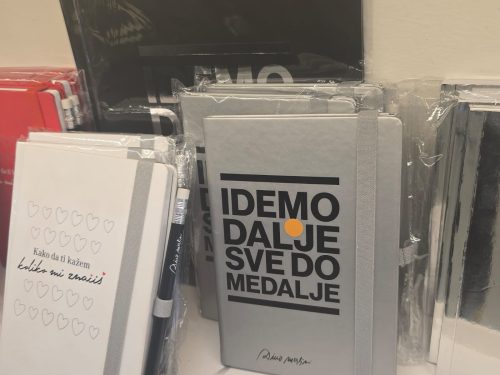 IDEMO
DALJE
SVE DO
MEDALJE
Kako da ti kažem
koliko mi značiš